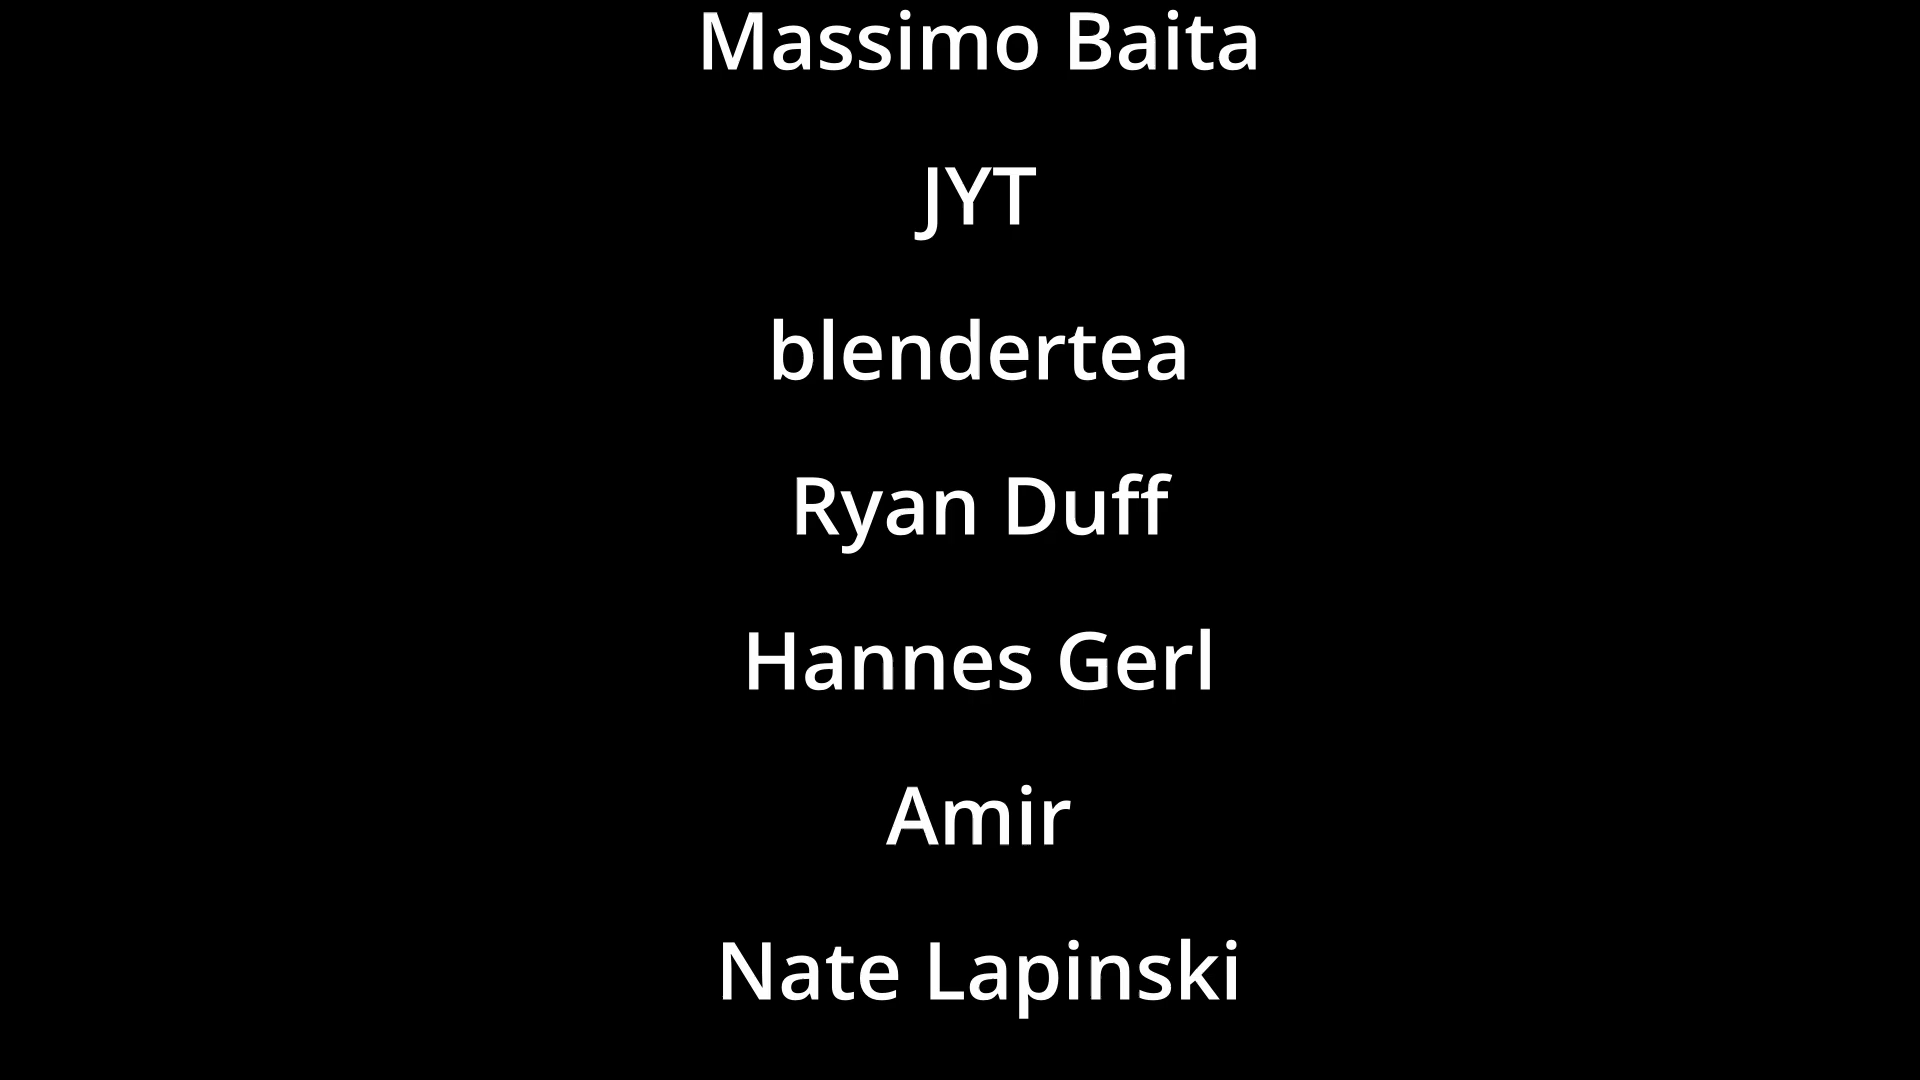 Massimo Baita
JYT
blendertea
Ryan Duff
Hannes Gerl
Amir
Nate Lapinski